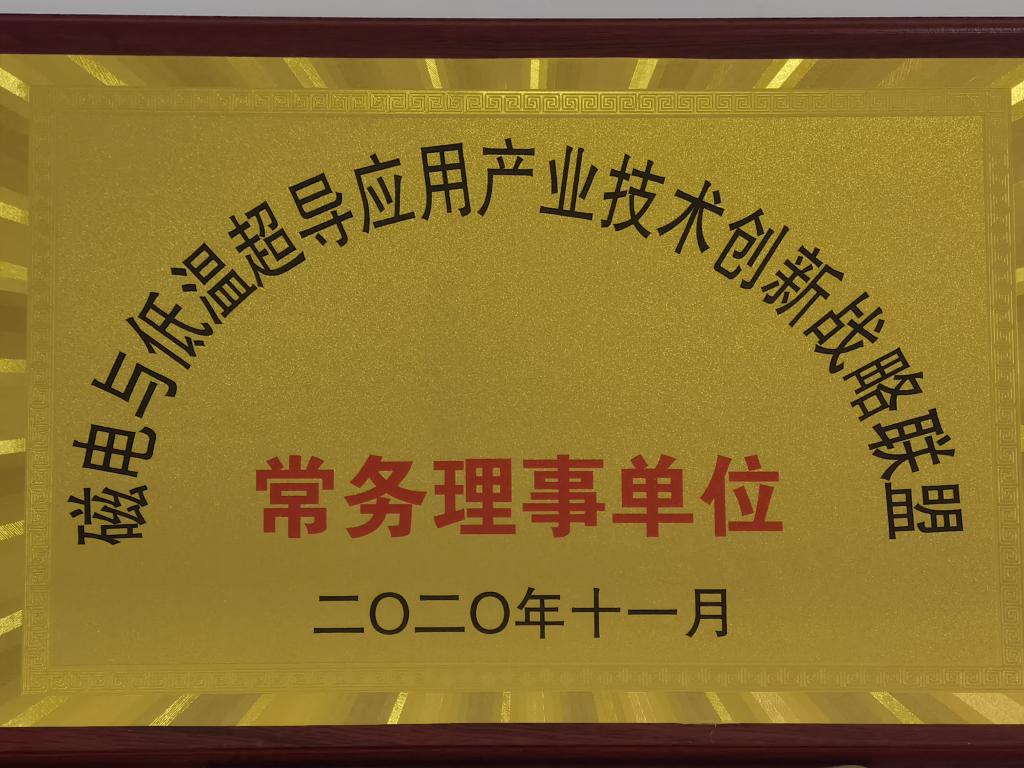 磁电与低温超导应用产业技术创新战略联盟
常务理事单位
二〇二〇年十一月